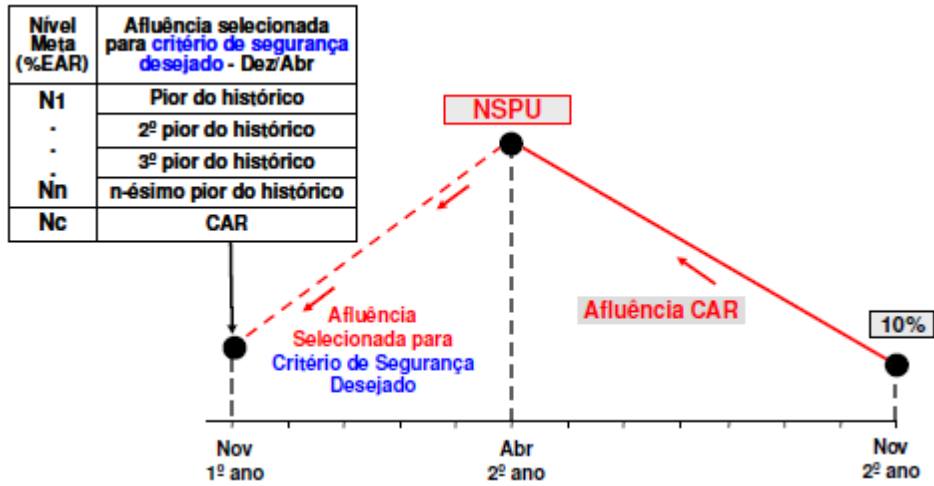 Nível
Meta
(%EAR)
Afluência selecionada
para critério de segurança
desejado - Dez/Abr
N1
Pior do histórico
-
2º pior do histórico
-
3º pior do histórico
-
Nn
n-ésimo pior do histórico
Nc
CAR
NSPU
Afluência
Selecionada para
Critério de Segurança
Desejado
Afluência CAR
10%
Nov
1º ano
Abr
2º ano
Nov
2º ano